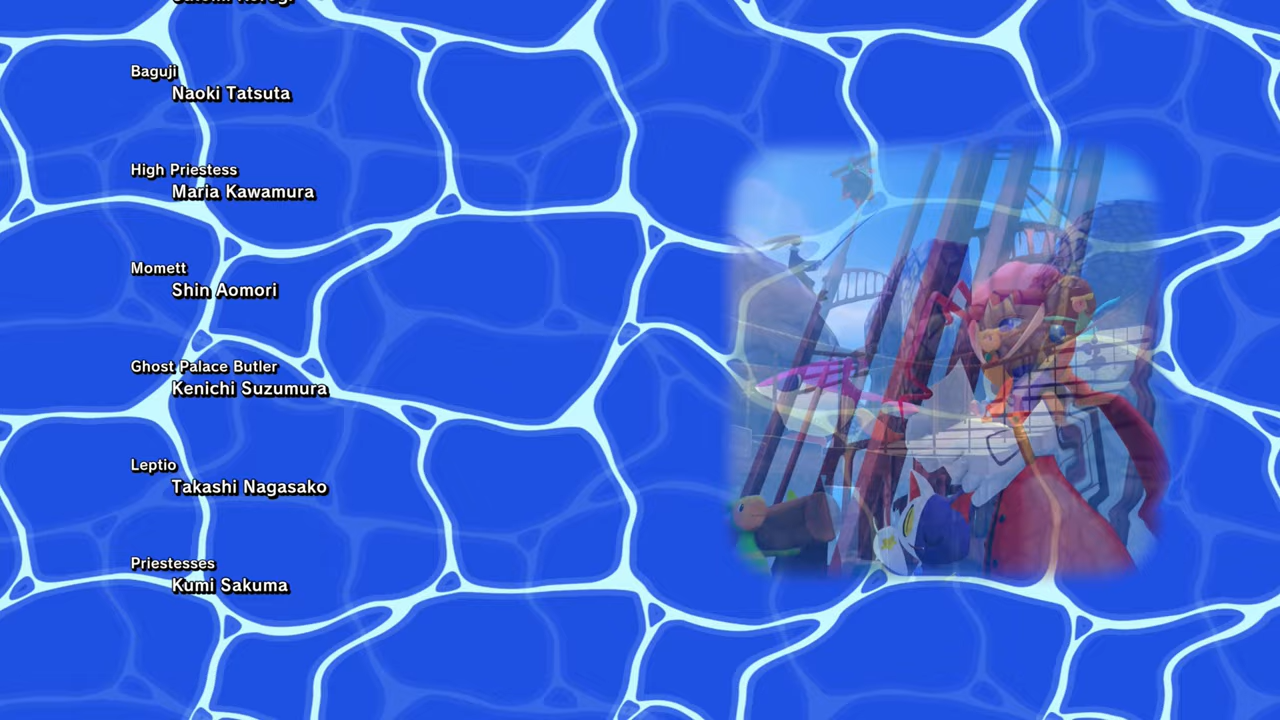 Baguji
Naoki Tatsuta
High Priestess
Maria Kawamura
Momett
Shin Aomori
Ghost Palace Butler
Kenichi Suzumura
Leptio
Takashi Nagasako
Priestesses
Kumi Sakuma